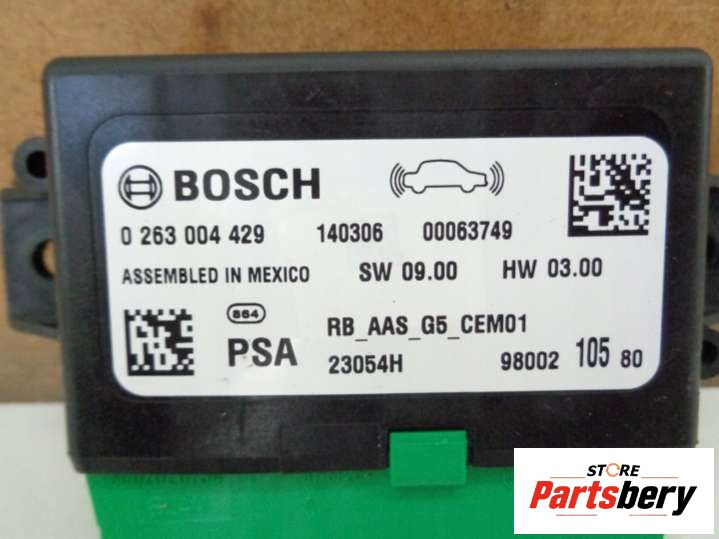 BOSCH
0 263 004 429 140306 00063749
ASSEMBLED IN MEXICO SW 09.00 HW 03.00
864
PSA
RB_AAS_G5_CEM01
23054H 98002 105 80
STORE
Partsbery